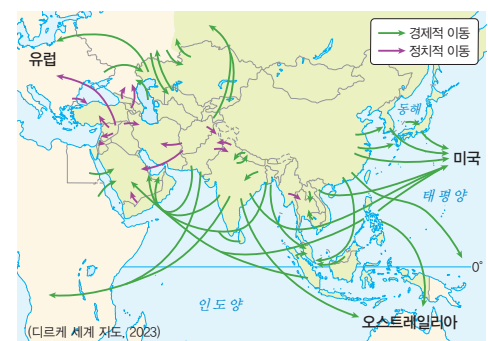 경제적 이동
정치적 이동
유럽
동해
미국
태평양
0°
인도양
오스트레일리아
(디르케 세계 지도, 2023)